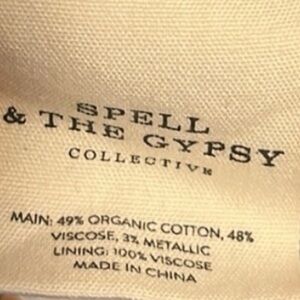 SPELL
& THE GYPSY
COLLECTIVE
MAIN: 49% ORGANIC COTTON, 48%
VISCOSE, 3% METALLIC
LINING: 100% VISCOSE
MADE IN CHINA